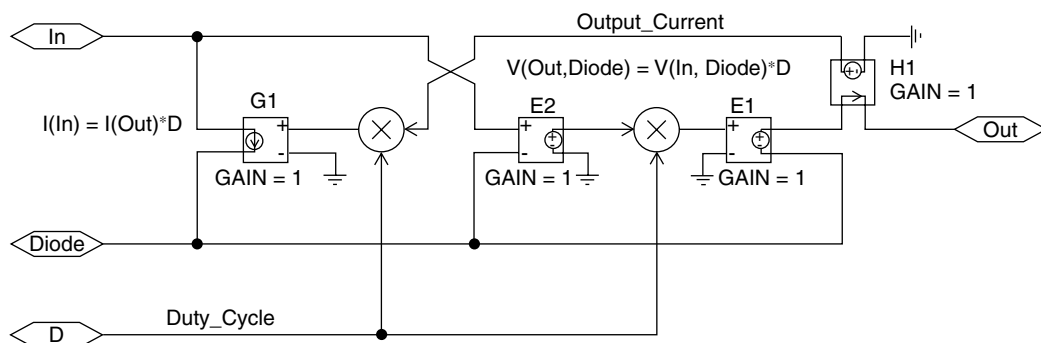 In
Output_Current
V(Out,Diode) = V(In, Diode)*D
H1
GAIN = 1
G1
E2
E1
I(In) = I(Out)*D
+
-
+
-
+
-
+
-
+
-
+-
Out
GAIN = 1
GAIN = 1
GAIN = 1
Diode
Duty_Cycle
D